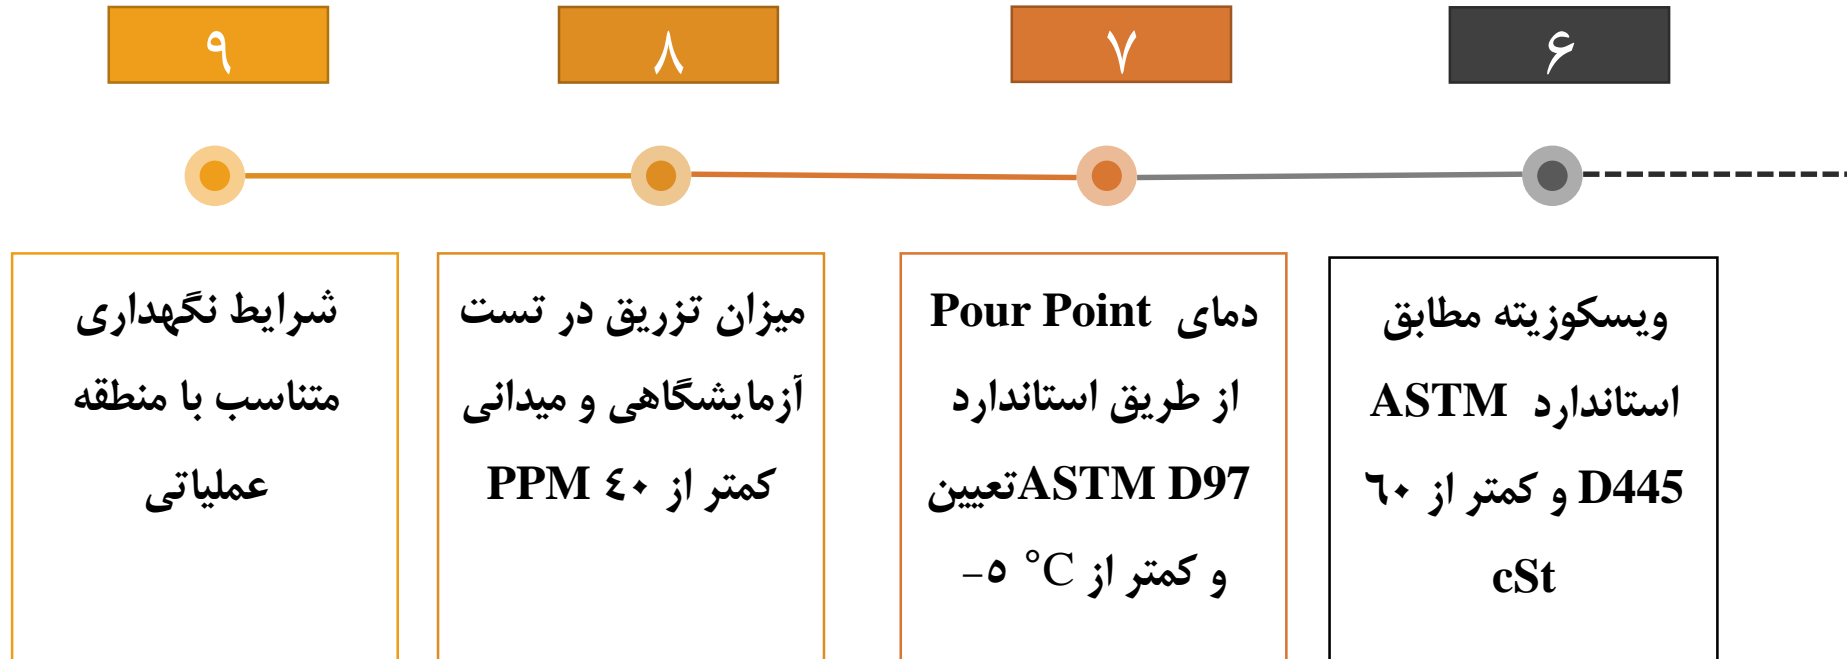 ۶
ویسکوزیته مطابق
استاندارد ASTM
D445 و کمتر از ٦٠
cSt
۷
دمای Pour Point
از طریق استاندارد
ASTM D97تعیین
و کمتر از °C ٥-
۸
میزان تزریق در تست
آزمایشگاهی و میدانی
کمتر از ٤٠ PPM
۹
شرایط نگهداری
متناسب با منطقه
عملیاتی